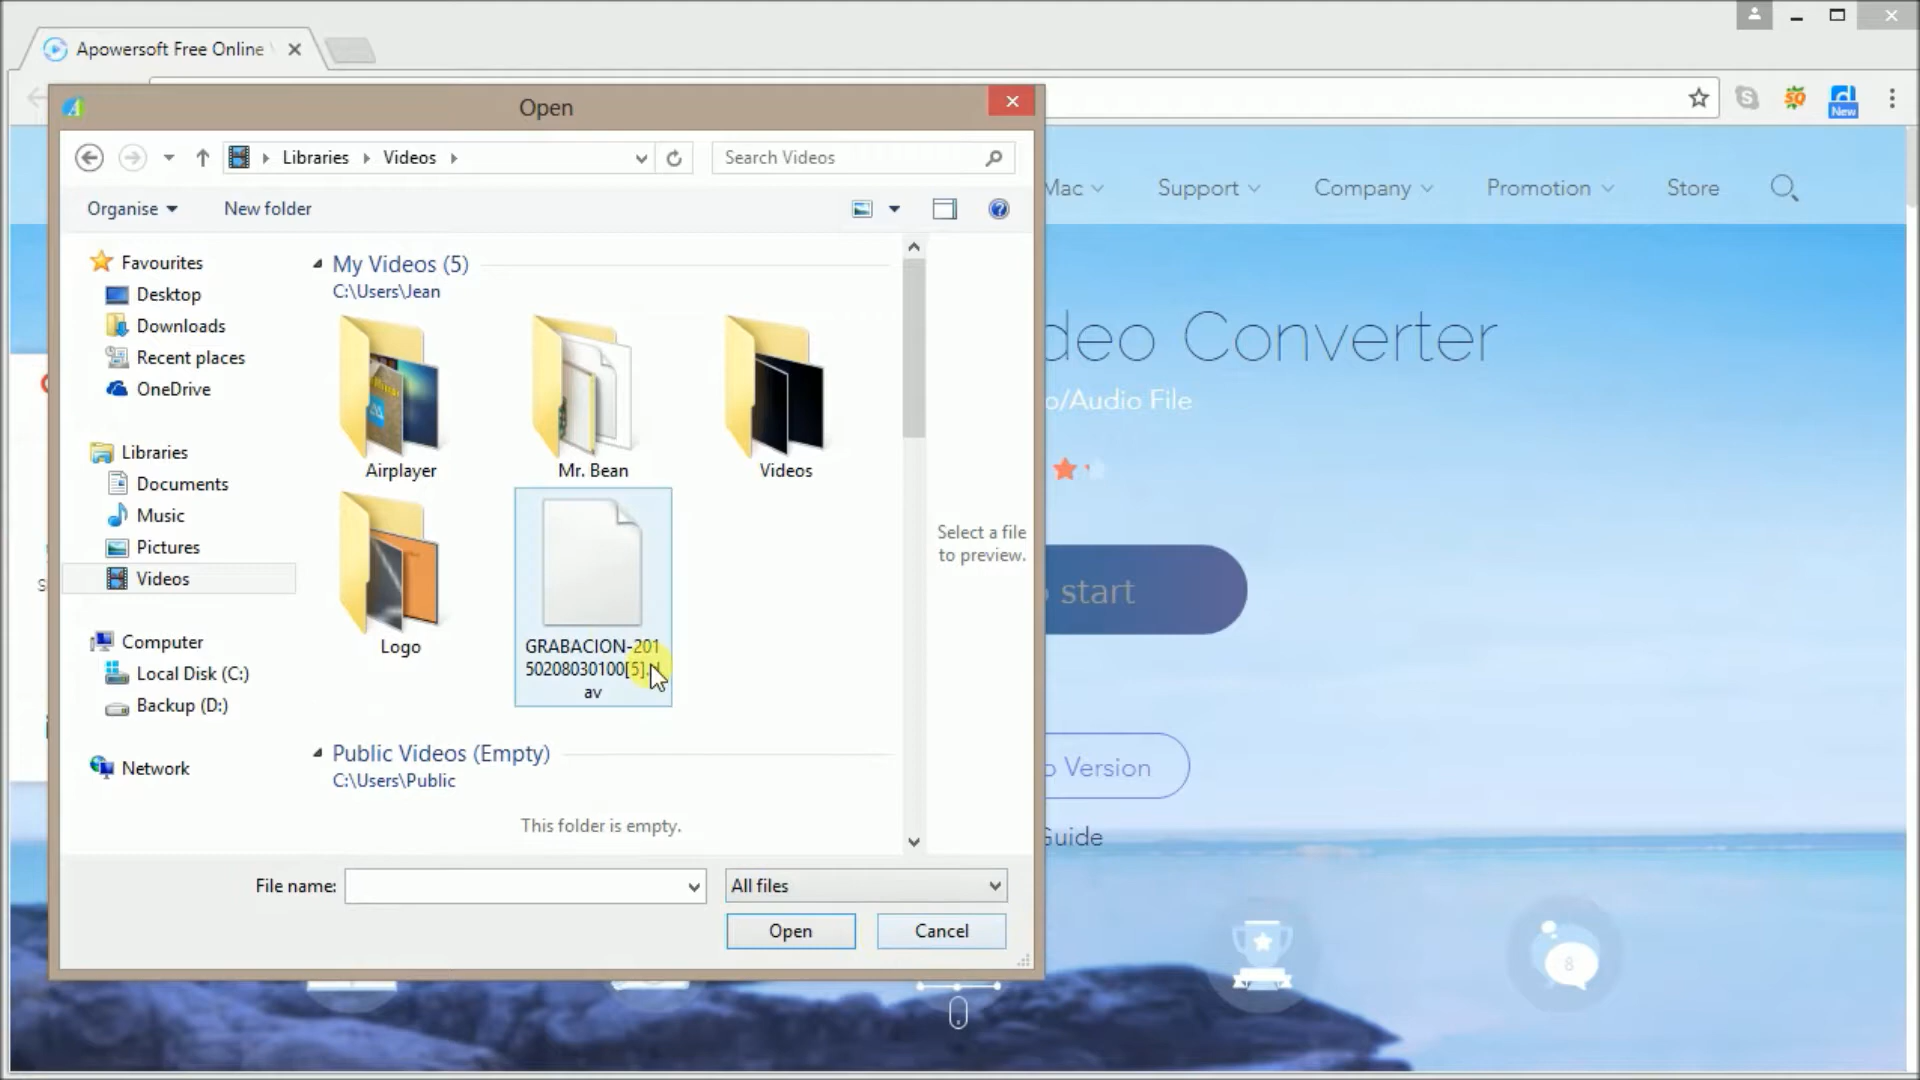 Apowersoft Free Online
New
Open
Libraries Videos
Search Videos
Organise
New folder
Favourites
Desktop
Downloads
Recent places
OneDrive
Libraries
Documents
Music
Pictures
Videos
Computer
Local Disk (C:)
Backup (D:)
Network
My Videos (5)
C:\Users\Jean
Airplayer
Mr. Bean
Videos
Logo
GRABACION-201
50208030100[5].
av
Public Videos (Empty)
C:\Users\Public
This folder is empty.
Select a file
to preview.
File name:
All files
Open
Cancel
Mac
Support
Company
Promotion
Store
deo Converter
o/Audio File
start
Version
Guide
8